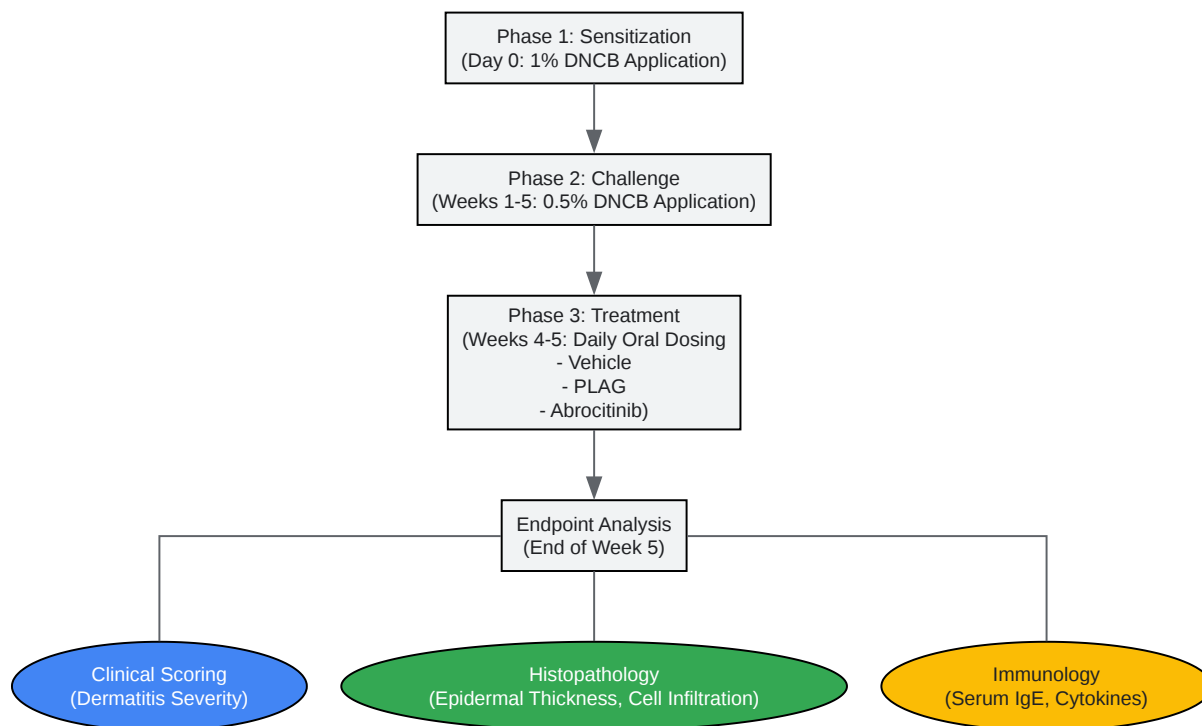 Phase 1: Sensitization
(Day 0: 1% DNCB Application)
Phase 2: Challenge
(Weeks 1-5: 0.5% DNCB Application)
Phase 3: Treatment
(Weeks 4-5: Daily Oral Dosing
- Vehicle
- PLAG
- Abrocitinib)
Endpoint Analysis
(End of Week 5)
Clinical Scoring
(Dermatitis Severity)
Histopathology
(Epidermal Thickness, Cell Infiltration)
Immunology
(Serum IgE, Cytokines)